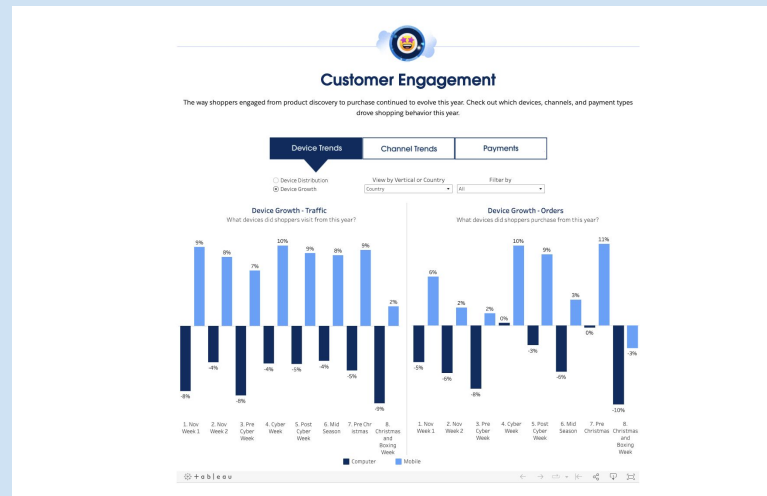 Customer Engagement
The way shoppers engaged from product discovery to purchase continued to evolve this year. Check out which devices, channels, and payment types
drove shopping behavior this year.
Device Trends
Channel Trends
Payments
Device Distribution
Device Growth
View by Vertical or Country
Country
Filter by
All
Device Growth - Traffic
What devices did shoppers visit from this year?
9%
8%
7%
10%
9%
8%
9%
2%
-8%
-4%
-8%
-4%
-5%
-4%
-5%
-9%
1. Nov
Week 1
2. Nov
Week 2
3. Pre
Cyber
Week
4. Cyber
Week
5. Post
Cyber
Week
6. Mid
Season
7. Pre Chr
istmas
8.
Christmas
and
Boxing
Week
Device Growth - Orders
What devices did shoppers purchase from this year?
6%
2%
2%
0%
10%
9%
3%
11%
-5%
-6%
-8%
-3%
-6%
0%
-10%
-3%
1. Nov
Week 1
2. Nov
Week 2
3. Pre
Cyber
Week
4. Cyber
Week
5. Post
Cyber
Week
6. Mid
Season
7. Pre
Christmas
8.
Christmas
and
Boxing
Week
Computer
Mobile
+ a b | e a u